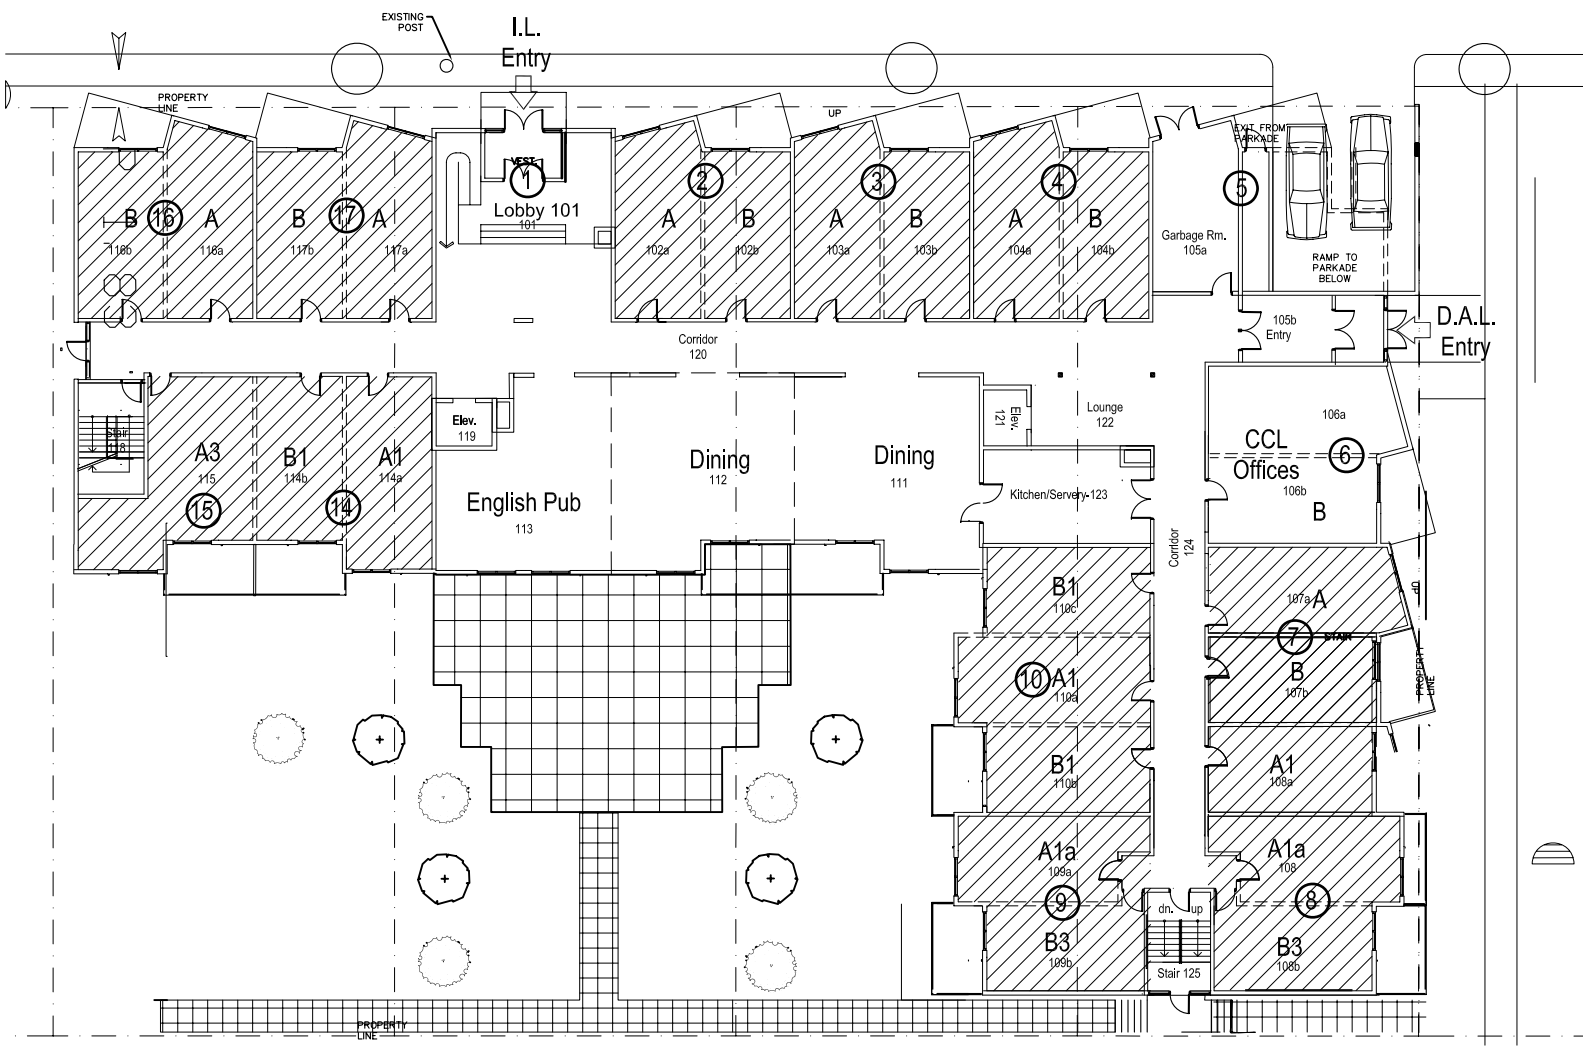 EXISTING
POST
I.L.
Entry
PROPERTY
LINE
UP
EXIT FROM
PARKADE
VEST.
1
Lobby 101
101
B
116b
16
A
116a
B
117b
17
A
117a
2
A
102a
B
102b
3
A
103a
B
103b
4
A
104a
B
104b
5
Garbage Rm.
105a
RAMP TO
PARKADE
BELOW
Corridor
120
105b
Entry
D.A.L.
Entry
Stair
118
A3
115
15
B1
114b
14
A1
114a
Elev.
119
English Pub
113
Dining
112
Dining
111
Elev.
121
Lounge
122
Kitchen/Servery-123
106a
CCL
Offices
106b
6
B
Corridor
124
B1
110c
107a
A
7
STAIR
UP
B
107b
PROPERTY
LINE
10
A1
110a
B1
110b
A1
108a
A1a
109a
9
B3
109b
A1a
108
8
B3
108b
dn.
up
Stair 125
PROPERTY
LINE